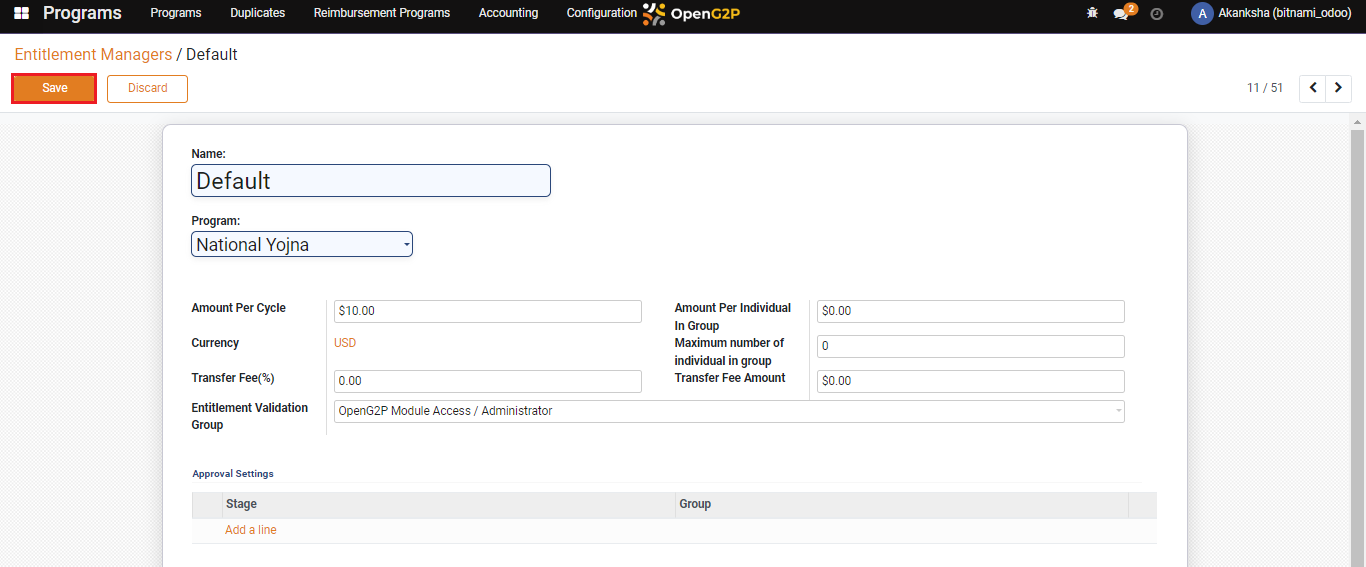 Programs Programs Duplicates Reimbursement Programs Accounting Configuration OpenG2P 2 A Akanksha (bitnami_odoo)
Entitlement Managers / Default
Save Discard 11 / 51
Name:
Default
Program:
National Yojna
Amount Per Cycle $10.00 Amount Per Individual In Group $0.00
Currency USD Maximum number of individual in group 0
Transfer Fee(%) 0.00 Transfer Fee Amount $0.00
Entitlement Validation Group OpenG2P Module Access / Administrator
Approval Settings
Stage Group
Add a line